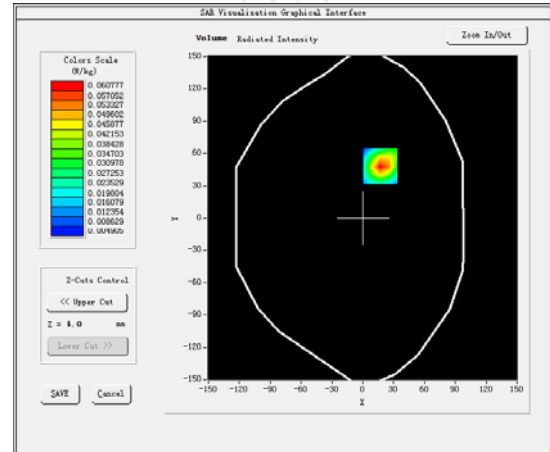 SAR Visualisation Graphical Interface
Volume Radiated Intensity
Zoom In/Out
Colors Scale
(W/kg)
0.060777
0.057052
0.053327
0.049602
0.045877
0.042153
0.038428
0.034703
0.030978
0.027253
0.023529
0.019804
0.016079
0.012354
0.008629
0.004905
150
120
90
60
30
0
-30
-60
-90
-120
-150
Y
-150 -120 -90 -60 -30 0 30 60 90 120 150
X
Z-Cuts Control
<< Upper Cut
Z = 4.0 mm
Lower Cut >>
SAVE Cancel